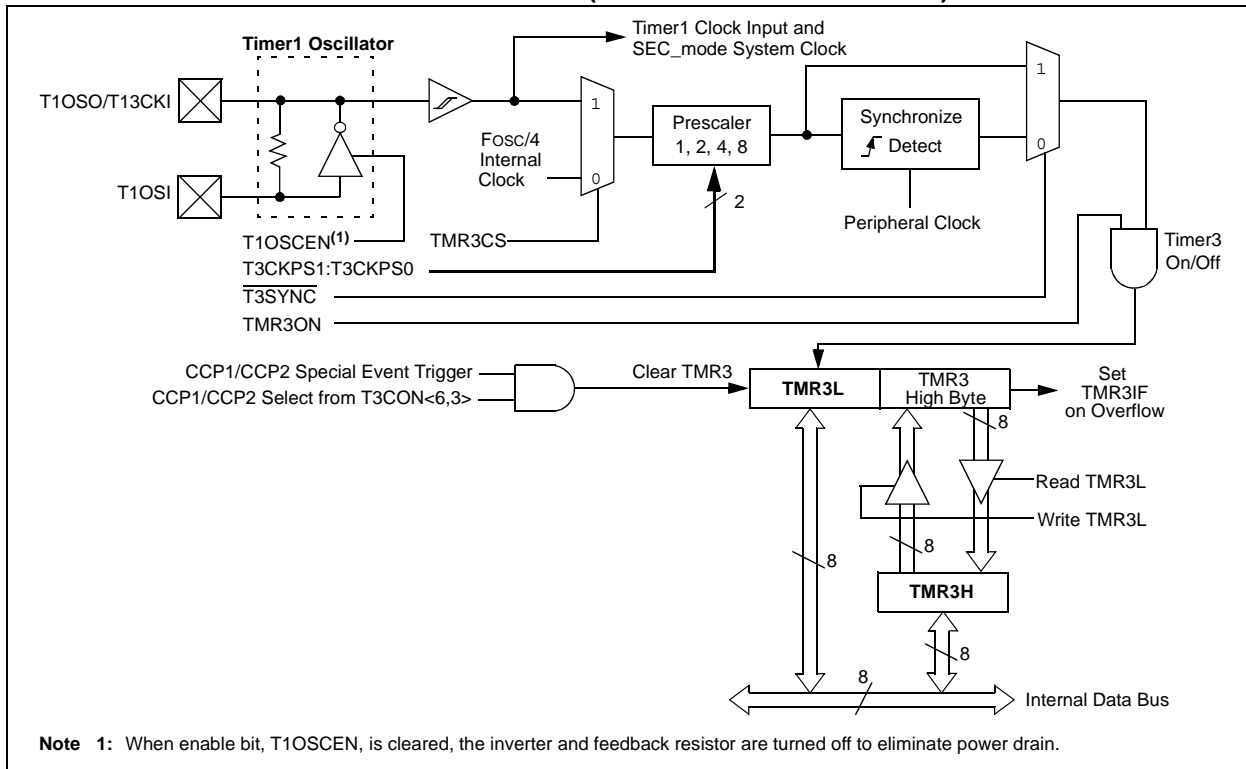 Timer1 Clock Input and
SEC_mode System Clock
Timer1 Oscillator
T1OSO/T13CKI
T1OSI
1
0
FOSC/4
Internal
Clock
Prescaler
1, 2, 4, 8
2
Synchronize
Detect
1
0
Peripheral Clock
T1OSCEN(1)
TMR3CS
T3CKPS1:T3CKPS0
T3SYNC
TMR3ON
Timer3
On/Off
CCP1/CCP2 Special Event Trigger
CCP1/CCP2 Select from T3CON<6,3>
Clear TMR3
TMR3L
TMR3
High Byte
Set
TMR3IF
on Overflow
8
Read TMR3L
Write TMR3L
8
8
TMR3H
8
8
Internal Data Bus
Note 1: When enable bit, T1OSCEN, is cleared, the inverter and feedback resistor are turned off to eliminate power drain.